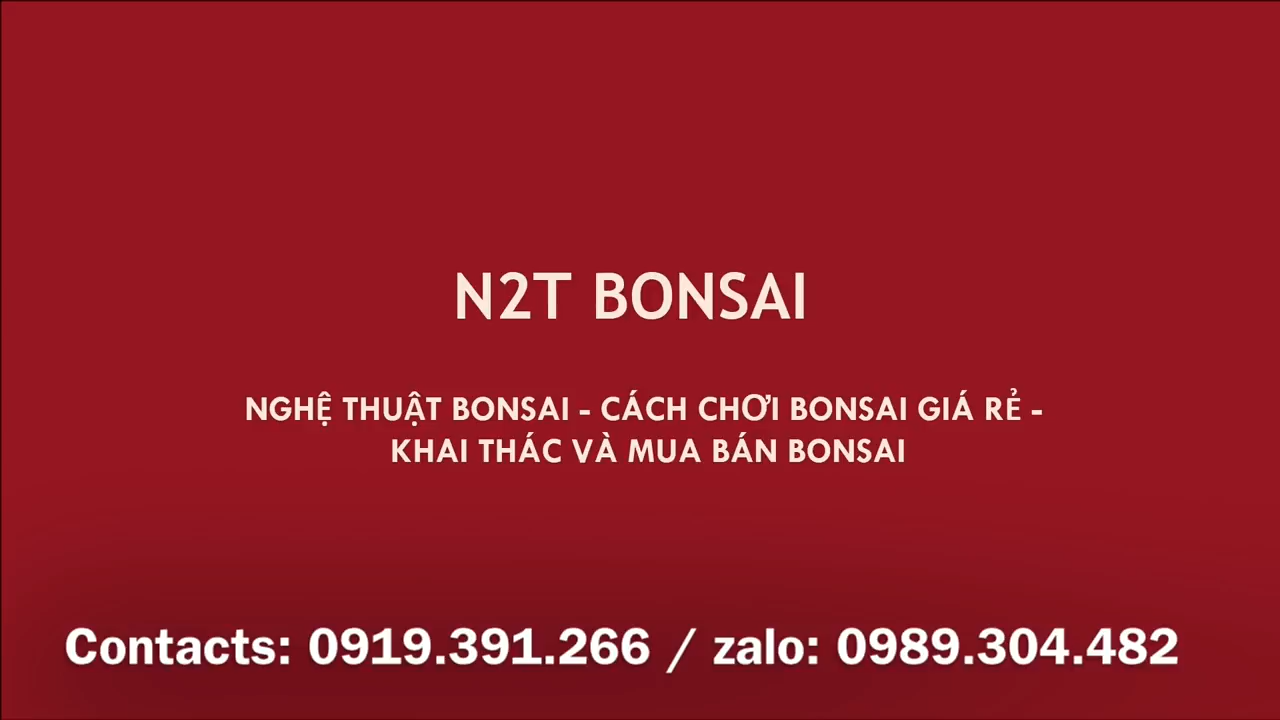 N2T BONSAI
NGHỆ THUẬT BONSAI - CÁCH CHƠI BONSAI GIÁ RẺ -
KHAI THÁC VÀ MUA BÁN BONSAI
Contacts: 0919.391.266 / zalo: 0989.304.482